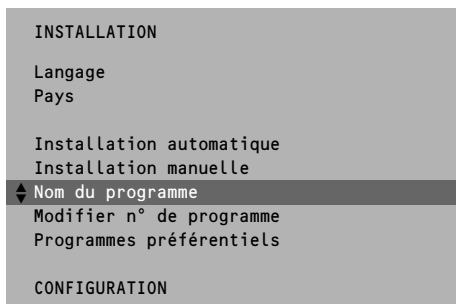 INSTALLATION
Langage
Pays
Installation automatique
Installation manuelle
Nom du programme
Modifier n° de programme
Programmes préférentiels
CONFIGURATION